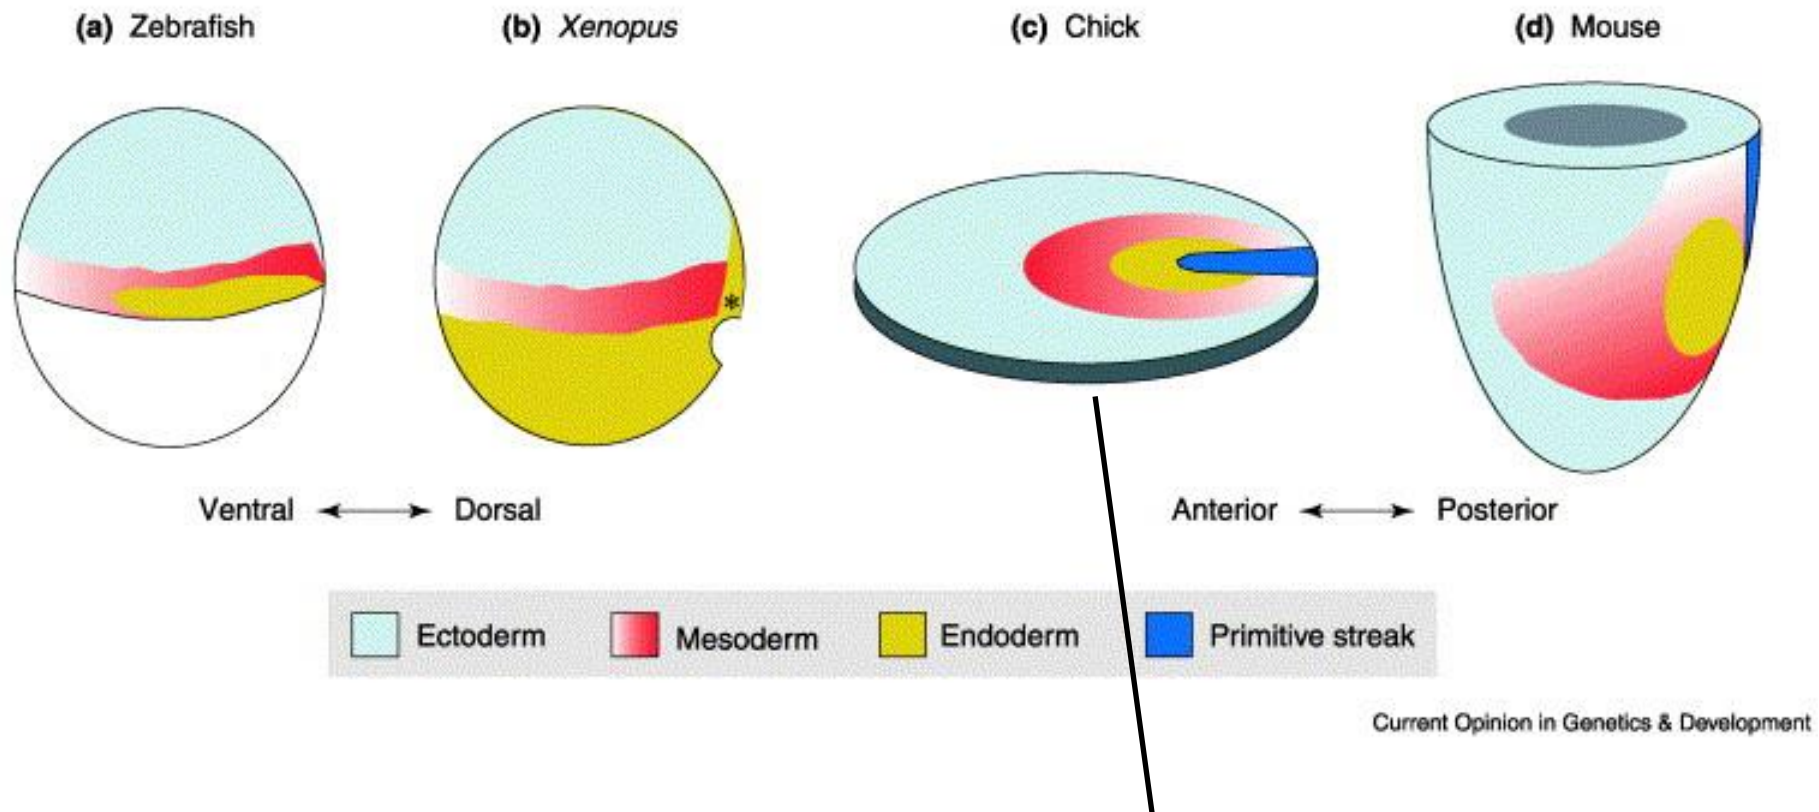 (a) Zebrafish
(b) Xenopus
(c) Chick
(d) Mouse
*
Ventral
Dorsal
Anterior
Posterior
Ectoderm
Mesoderm
Endoderm
Primitive streak
Current Opinion in Genetics & Development